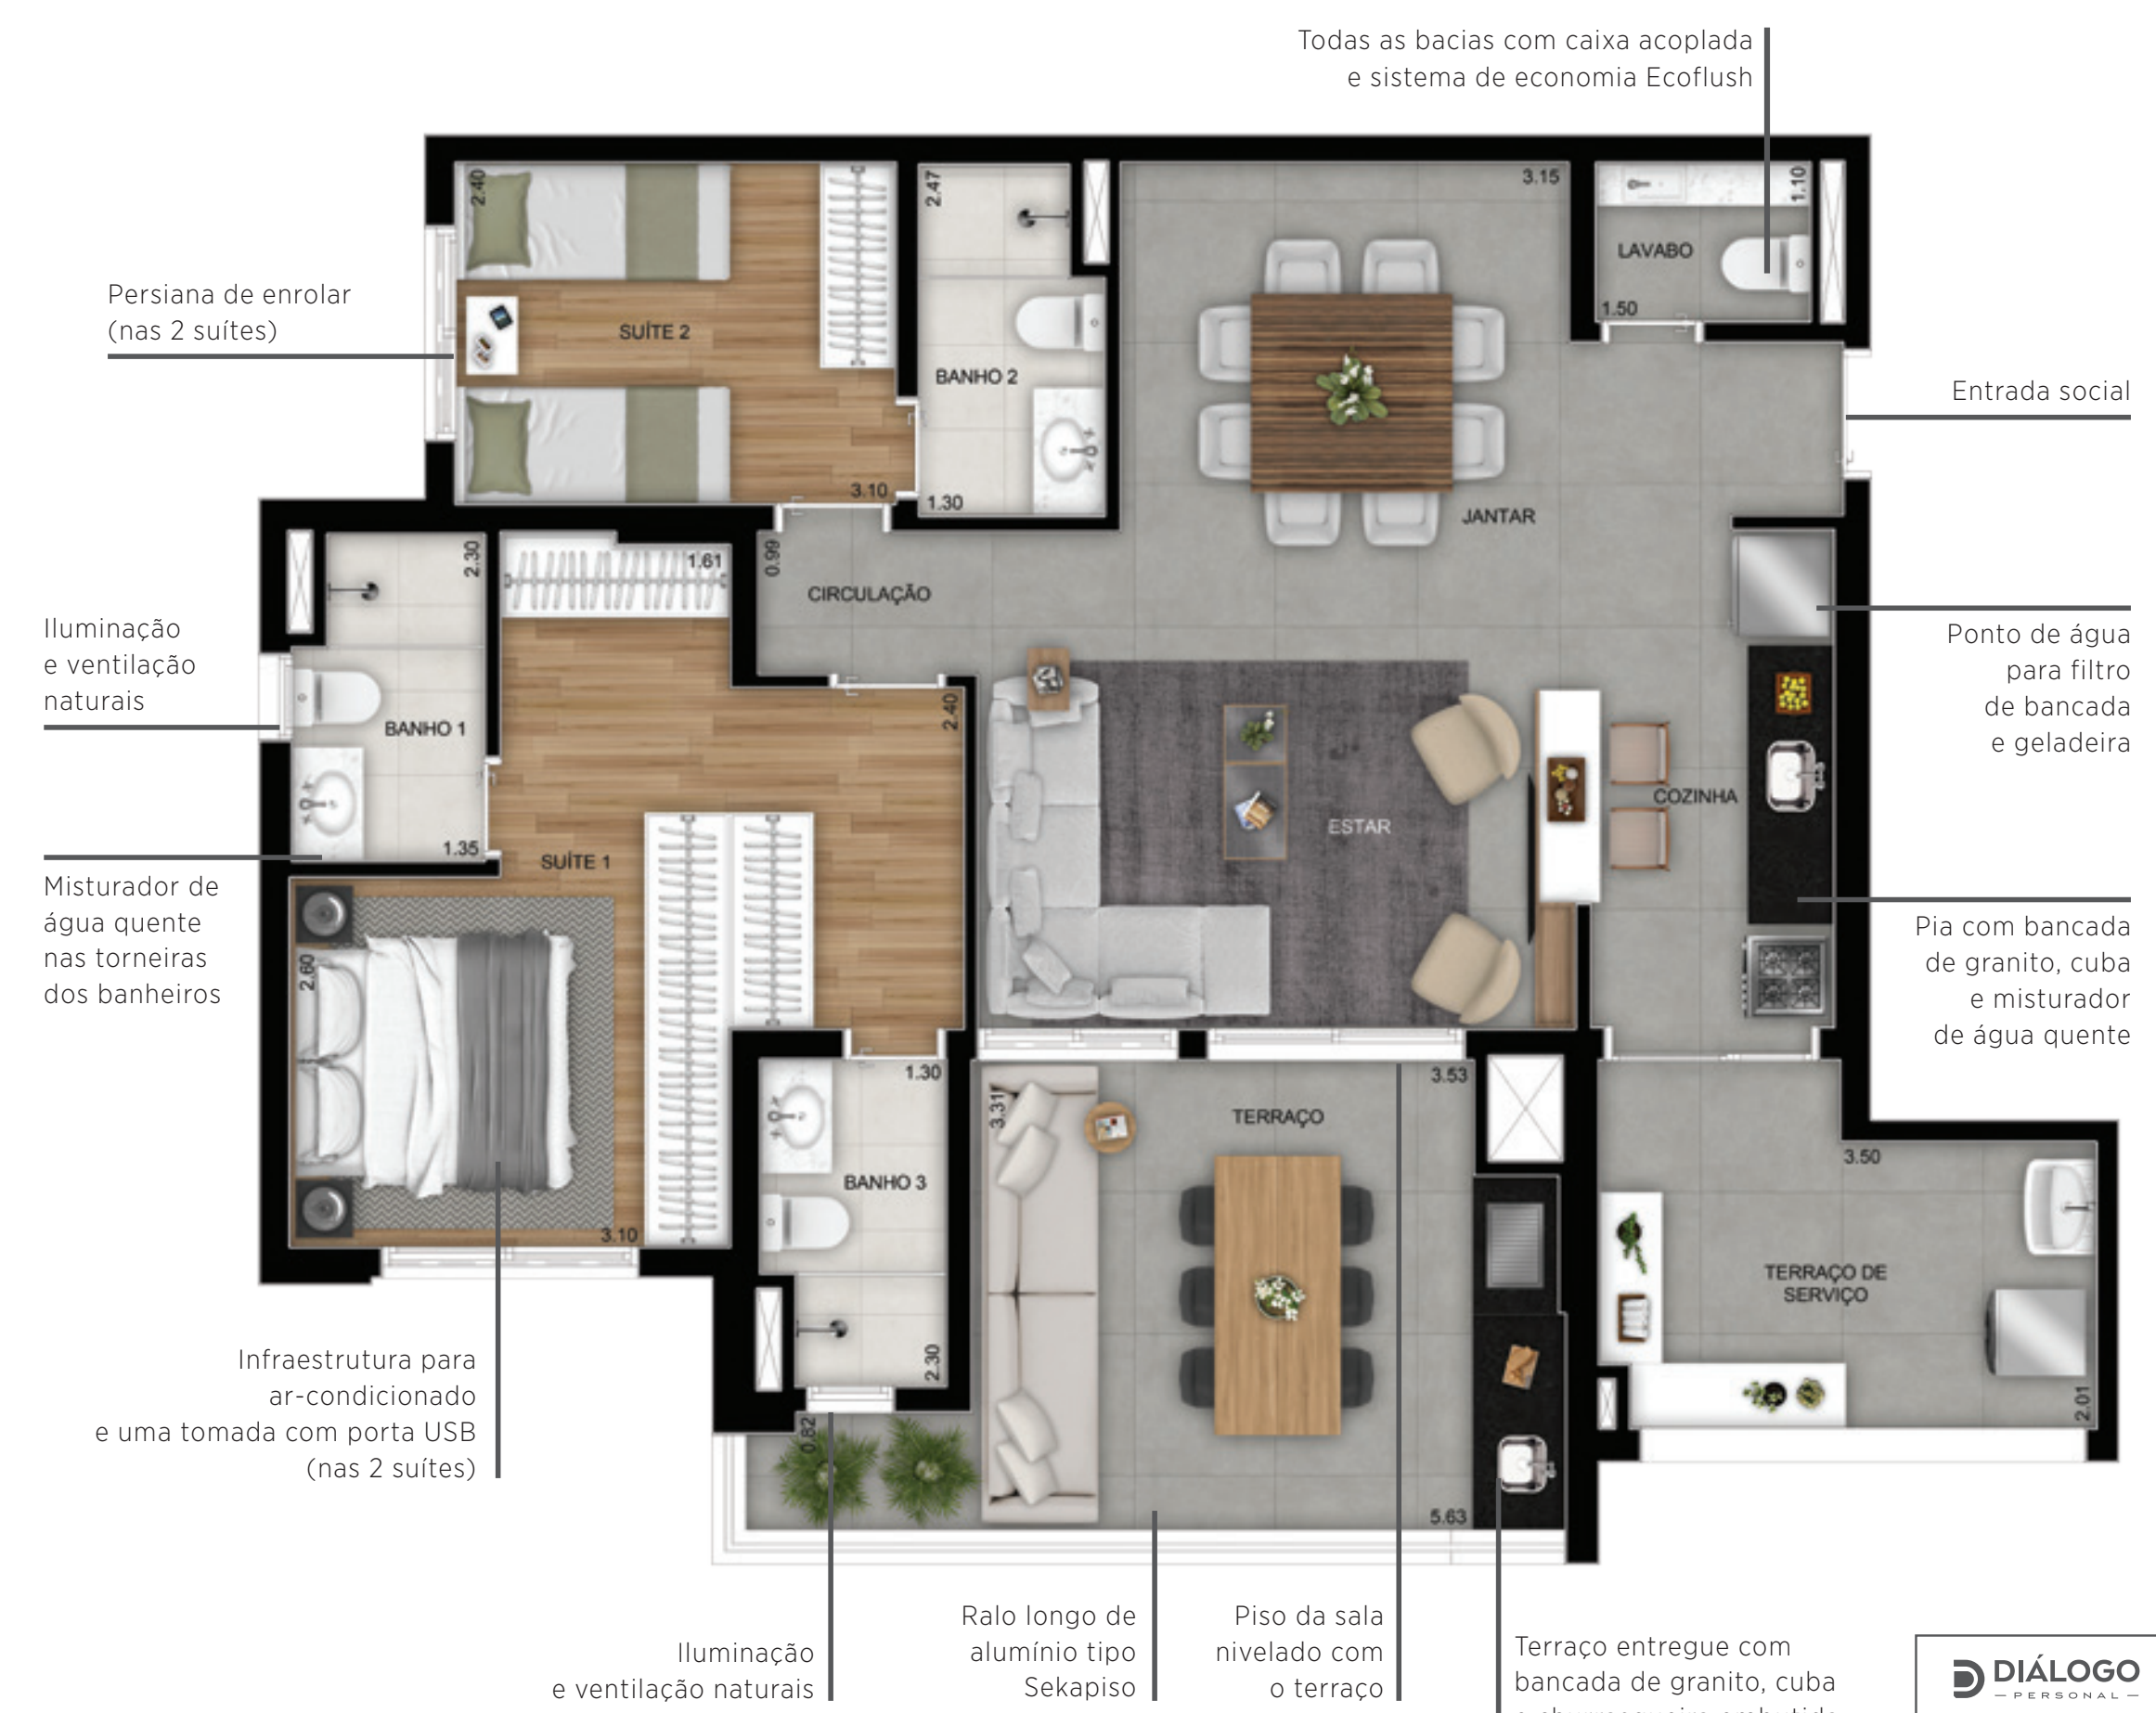 Todas as bacias com caixa acoplada
e sistema de economia Ecoflush
2.40
2.47
3.15
1.10
LAVABO
1.50
Persiana de enrolar
(nas 2 suítes)
SUÍTE 2
BANHO 2
Entrada social
3.10
1.30
JANTAR
2.30
1.61
0.99
CIRCULAÇÃO
Iluminação
e ventilação
naturais
Ponto de água
para filtro
de bancada
e geladeira
BANHO 1
2.40
COZINHA
ESTAR
1.35
SUÍTE 1
Misturador de
água quente
nas torneiras
dos banheiros
2.60
Pia com bancada
de granito, cuba
e misturador
de água quente
1.30
3.53
3.31
TERRAÇO
3.50
BANHO 3
3.10
TERRAÇO DE
SERVIÇO
Infraestrutura para
ar-condicionado
e uma tomada com porta USB
(nas 2 suítes)
2.30
2.01
0.82
5.63
Iluminação
e ventilação naturais
Ralo longo de
alumínio tipo
Sekapiso
Piso da sala
nivelado com
o terraço
Terraço entregue com
bancada de granito, cuba
DIÁLOGO
PERSONAL